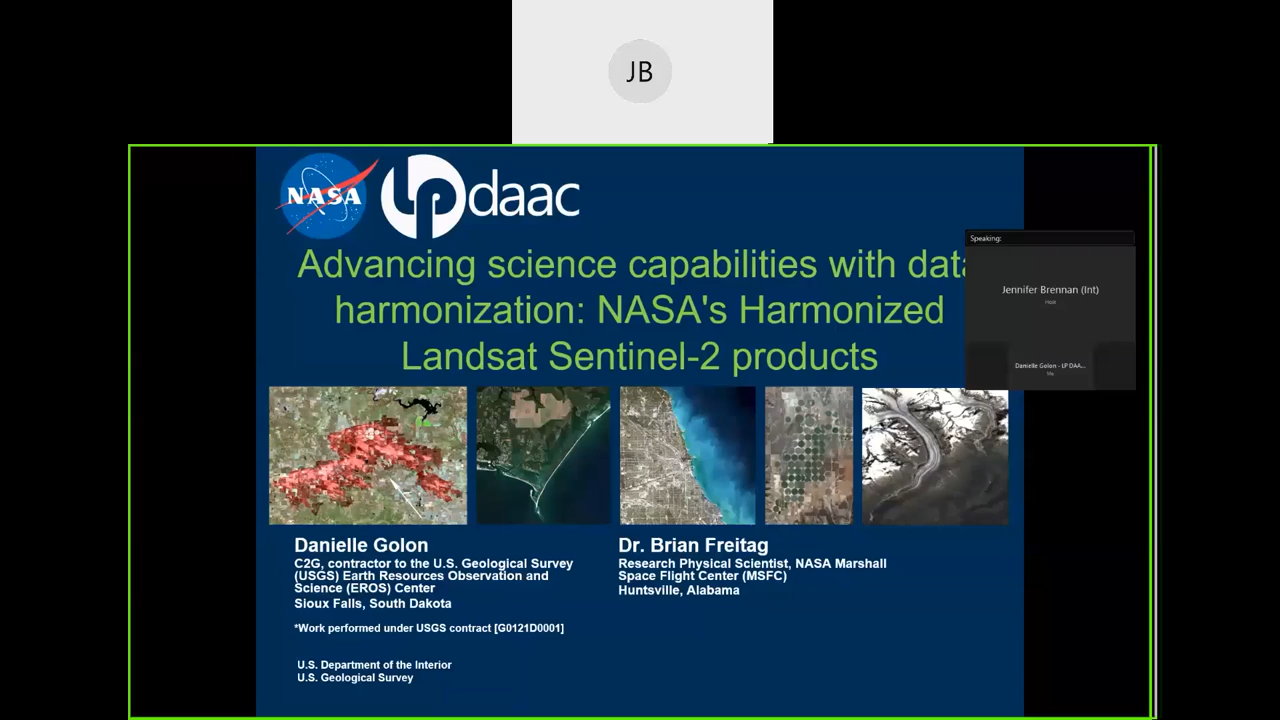 JB
NASA
LP daac
Advancing science capabilities with data
harmonization: NASA's Harmonized
Landsat Sentinel-2 products
Speaking:
Jennifer Brennan (Int)
Host
Danielle Golon - LP DAA...
Me
Danielle Golon
C2G, contractor to the U.S. Geological Survey
(USGS) Earth Resources Observation and
Science (EROS) Center
Sioux Falls, South Dakota
*Work performed under USGS contract [G0121D0001]
Dr. Brian Freitag
Research Physical Scientist, NASA Marshall
Space Flight Center (MSFC)
Huntsville, Alabama
U.S. Department of the Interior
U.S. Geological Survey